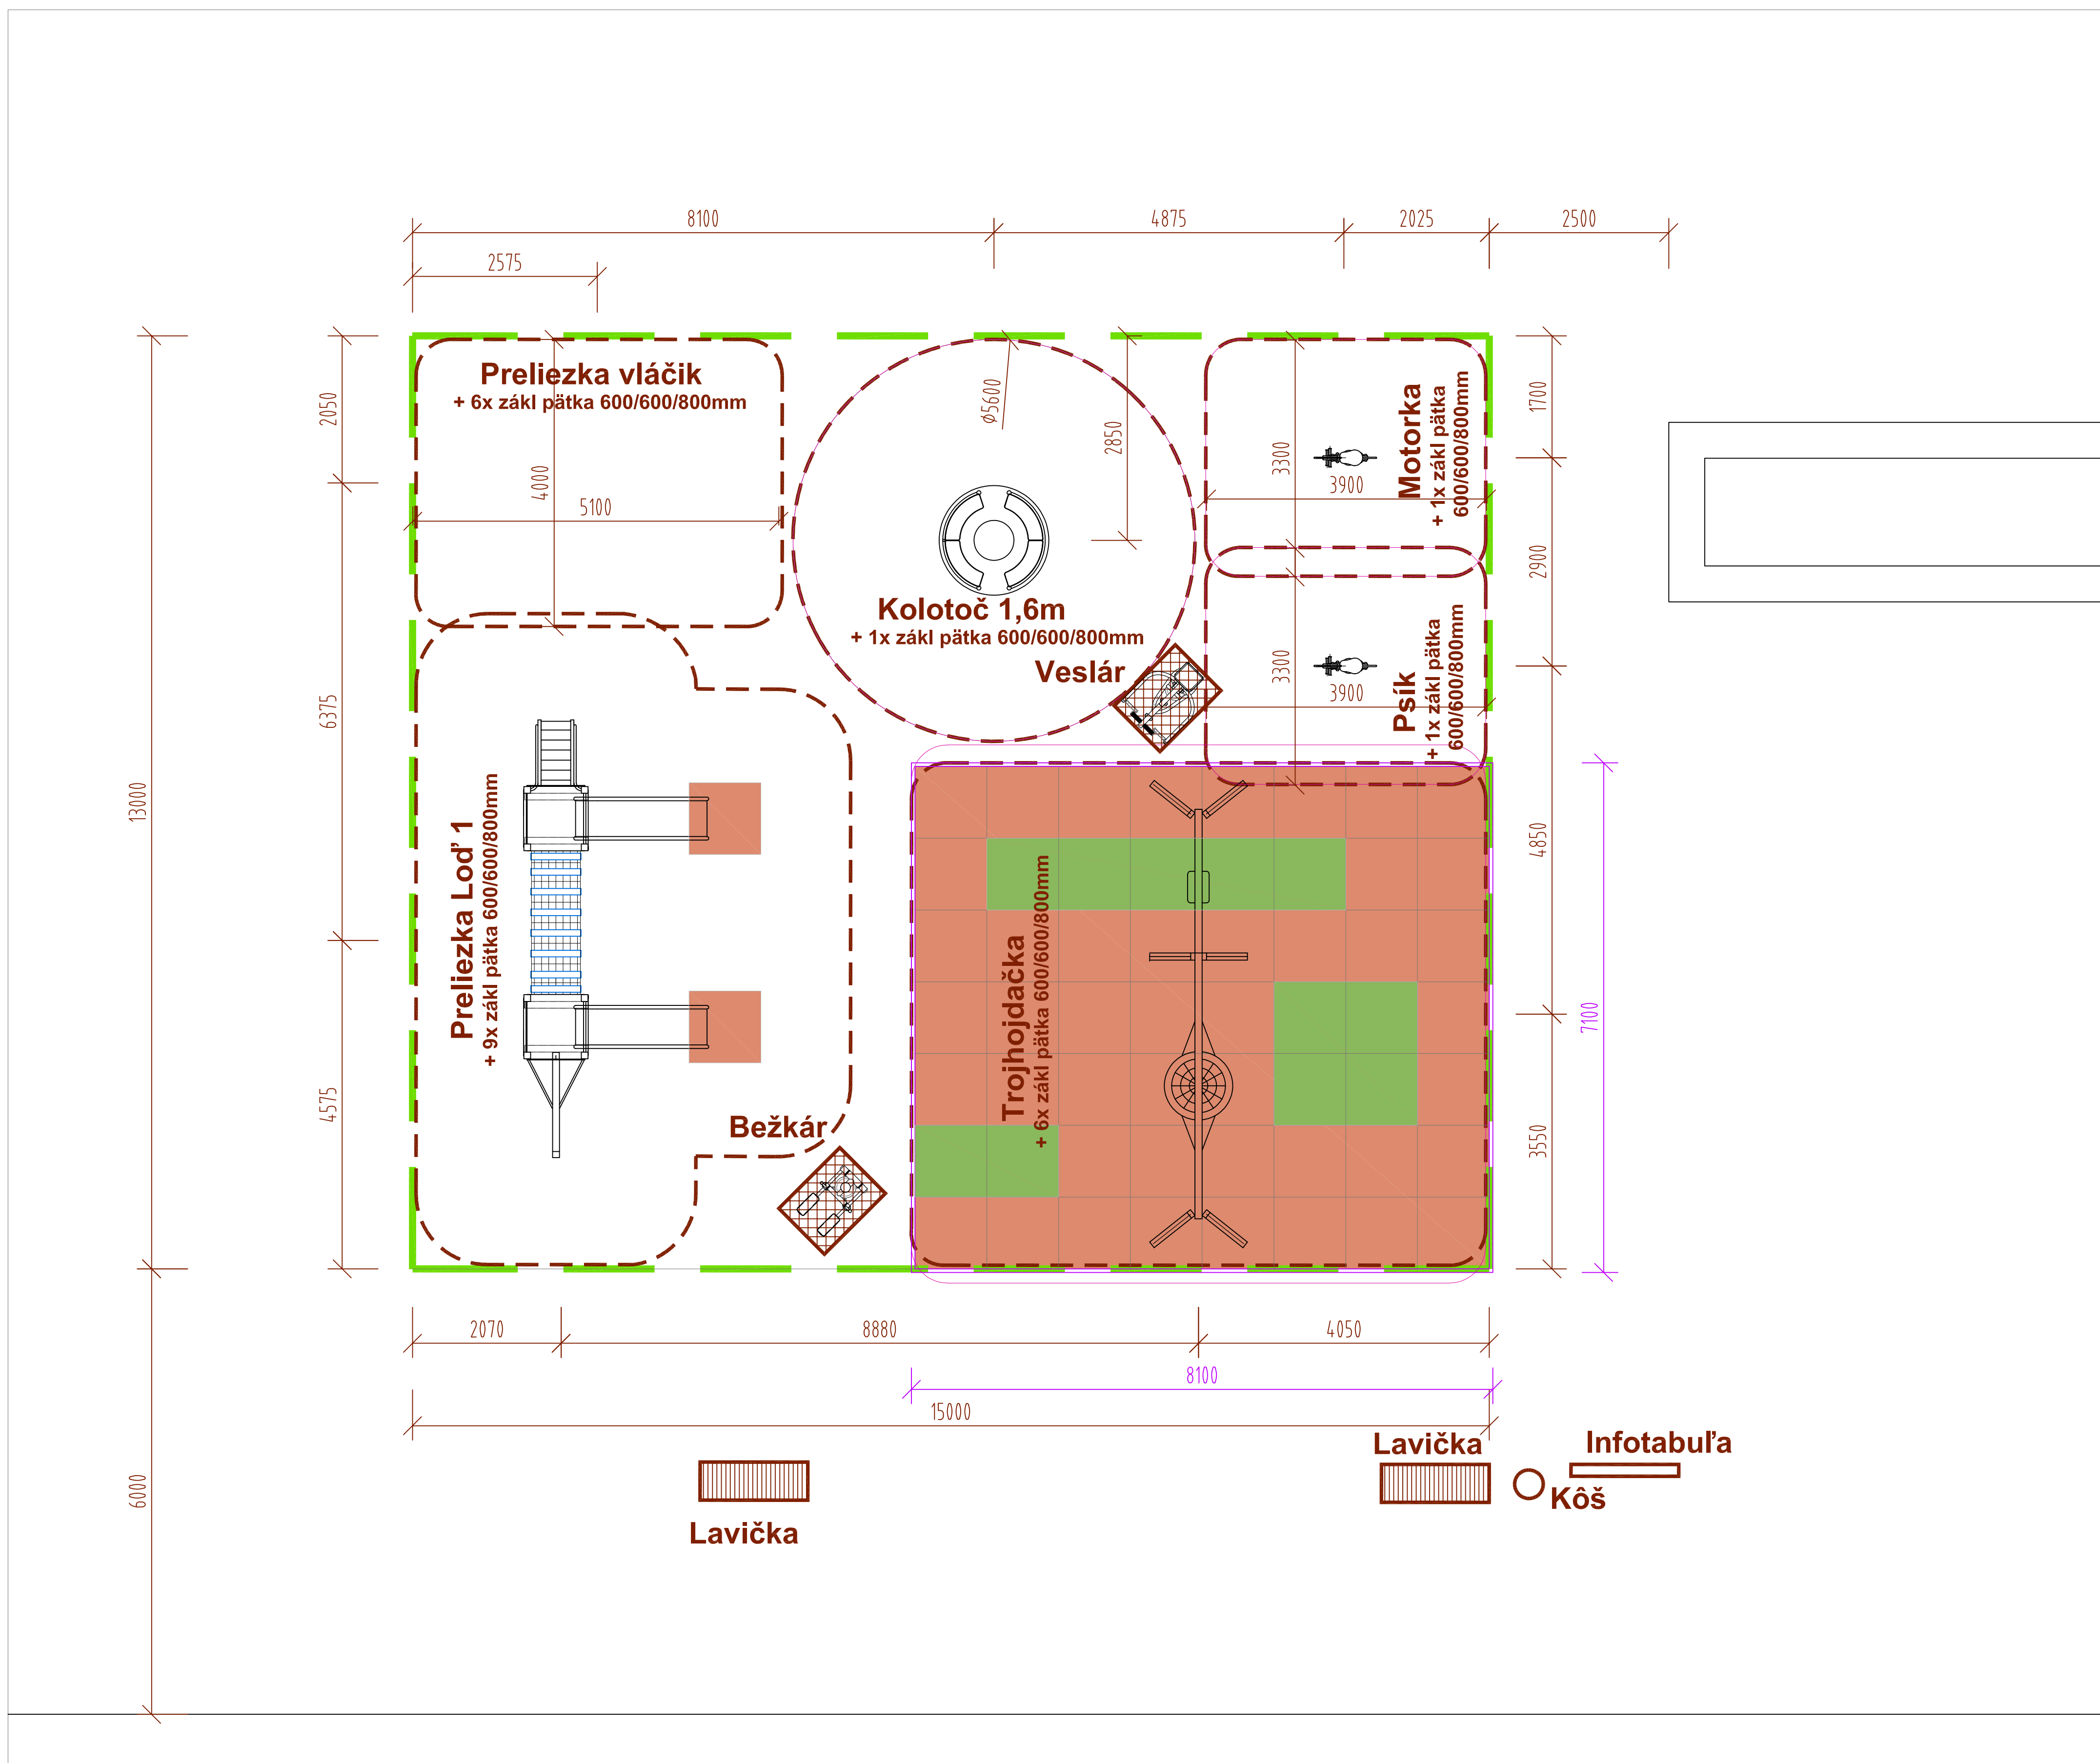 8100
4875
2025
2500
2575
Preliezka vláčik
+ 6x zákl pätka 600/600/800mm
4000
5100
Ø5600
2850
3300
3900
Motorka
+ 1x zákl pätka
600/600/800mm
Kolotoč 1,6m
+ 1x zákl pätka 600/600/800mm
Veslár
3300
3900
Psík
+ 1x zákl pätka
600/600/800mm
13000
6000
2050
6375
4575
1700
2900
4850
3550
7100
Preliezka Loď 1
+ 9x zákl pätka 600/600/800mm
Trojhojdačka
+ 6x zákl pätka 600/600/800mm
Bežkár
2070
8880
4050
8100
15000
Lavička
Lavička
Kôš
Infotabuľa